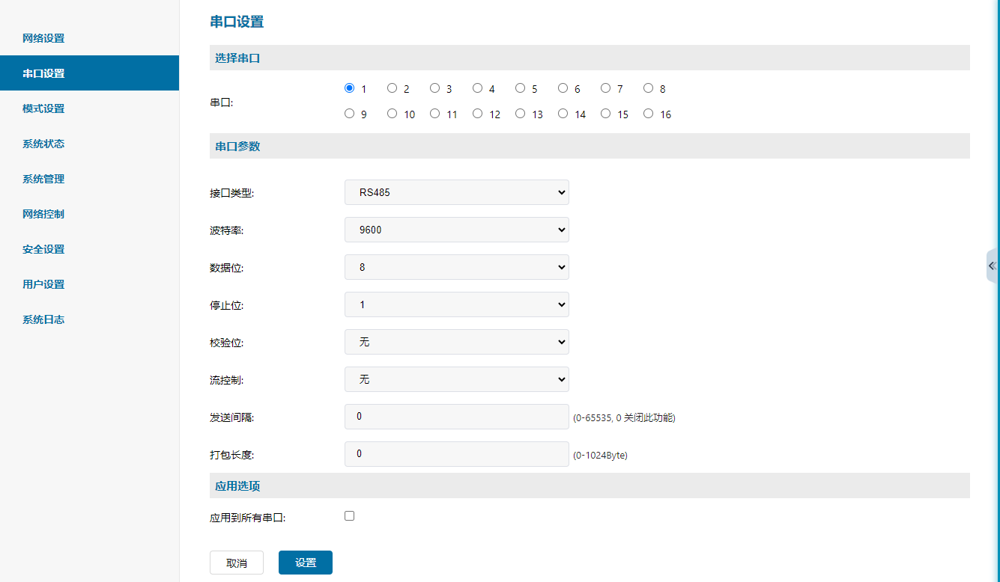 网络设置
串口设置
模式设置
系统状态
系统管理
网络控制
安全设置
用户设置
系统日志
串口设置
选择串口
串口:
1 2 3 4 5 6 7 8
9 10 11 12 13 14 15 16
串口参数
接口类型: RS485
波特率: 9600
数据位: 8
停止位: 1
校验位: 无
流控制: 无
发送间隔: 0 (0-65535, 0 关闭此功能)
打包长度: 0 (0-1024Byte)
应用选项
应用到所有串口:
取消 设置